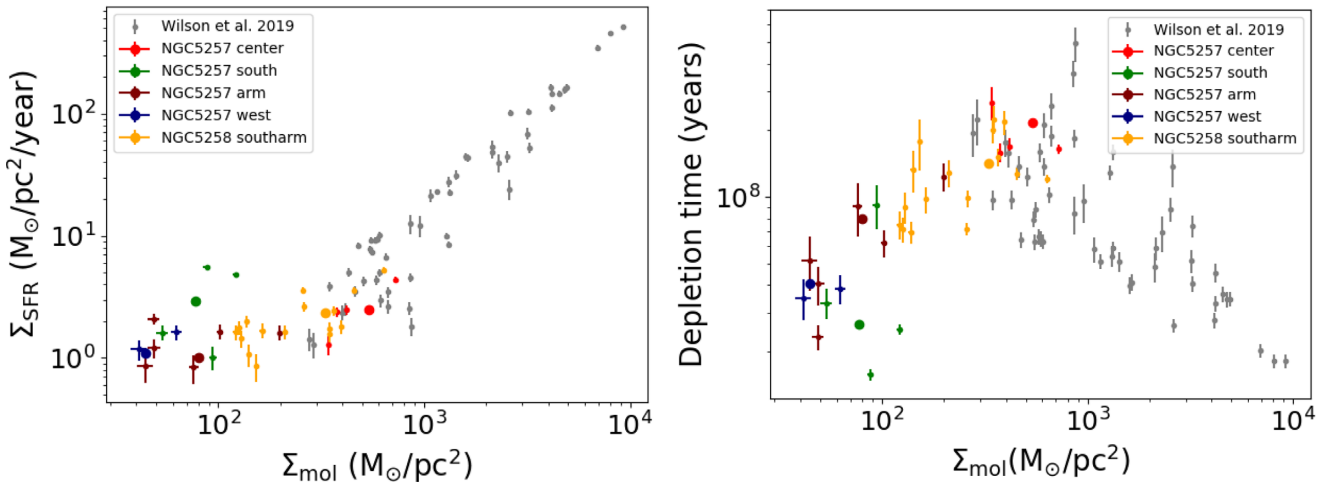 Wilson et al. 2019
NGC5257 center
NGC5257 south
NGC5257 arm
NGC5257 west
NGC5258 southarm
Σ_SFR (M_⊙/pc²/year)
10²
10¹
10⁰
10² 10³ 10⁴
Σ_mol (M_⊙/pc²)
Wilson et al. 2019
NGC5257 center
NGC5257 south
NGC5257 arm
NGC5257 west
NGC5258 southarm
Depletion time (years)
10⁸
10² 10³ 10⁴
Σ_mol(M_⊙/pc²)